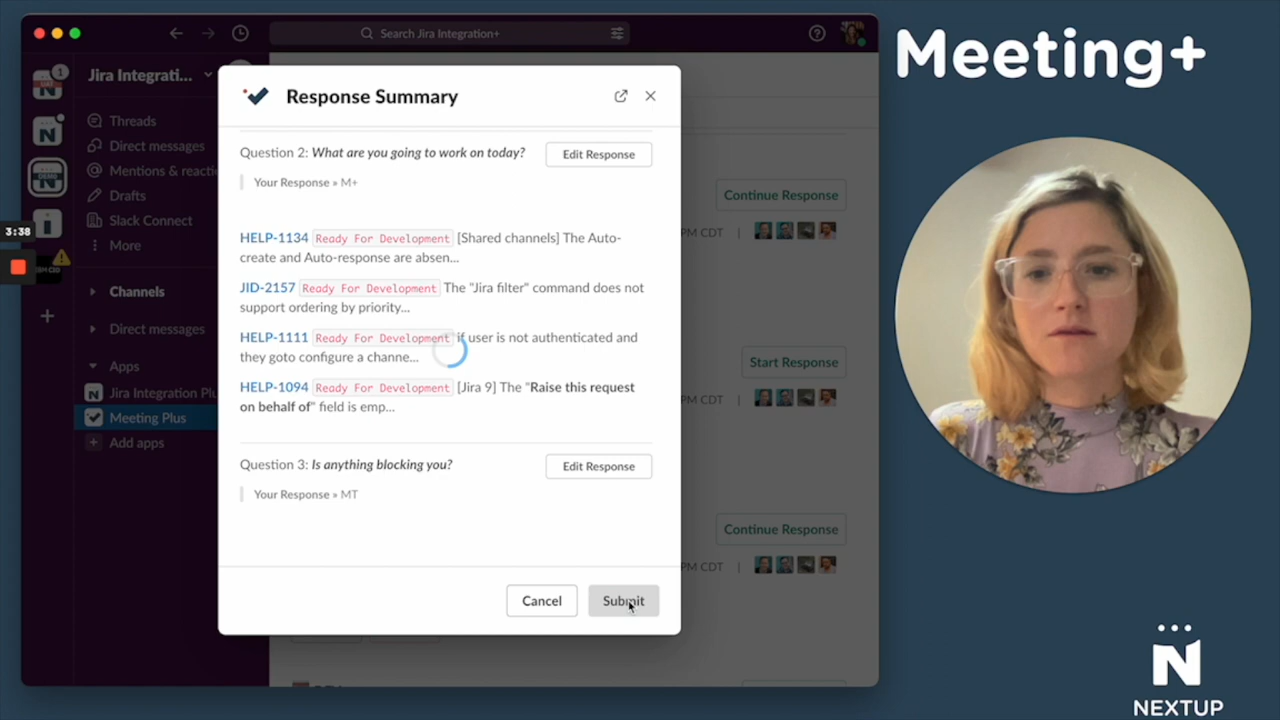 Search Jira Integration+
Meeting+
1
Jira Integrati...
Threads
Direct messages
Mentions & reacti
Drafts
Slack Connect
More
3:38
Channels
Direct messages
Apps
Jira Integration Pl
Meeting Plus
Add apps
Response Summary
Question 2: What are you going to work on today?
Edit Response
Your Response » M+
HELP-1134 Ready For Development [Shared channels] The Auto-
create and Auto-response are absen...
JID-2157 Ready For Development The "Jira filter" command does not
support ordering by priority...
HELP-1111 Ready For Development if user is not authenticated and
they goto configure a channe...
HELP-1094 Ready For Development [Jira 9] The "Raise this request
on behalf of" field is emp...
Question 3: Is anything blocking you?
Edit Response
Your Response » MT
Cancel
Submit
Continue Response
PM CDT |
Start Response
PM CDT |
Continue Response
PM CDT |
NEXTUP